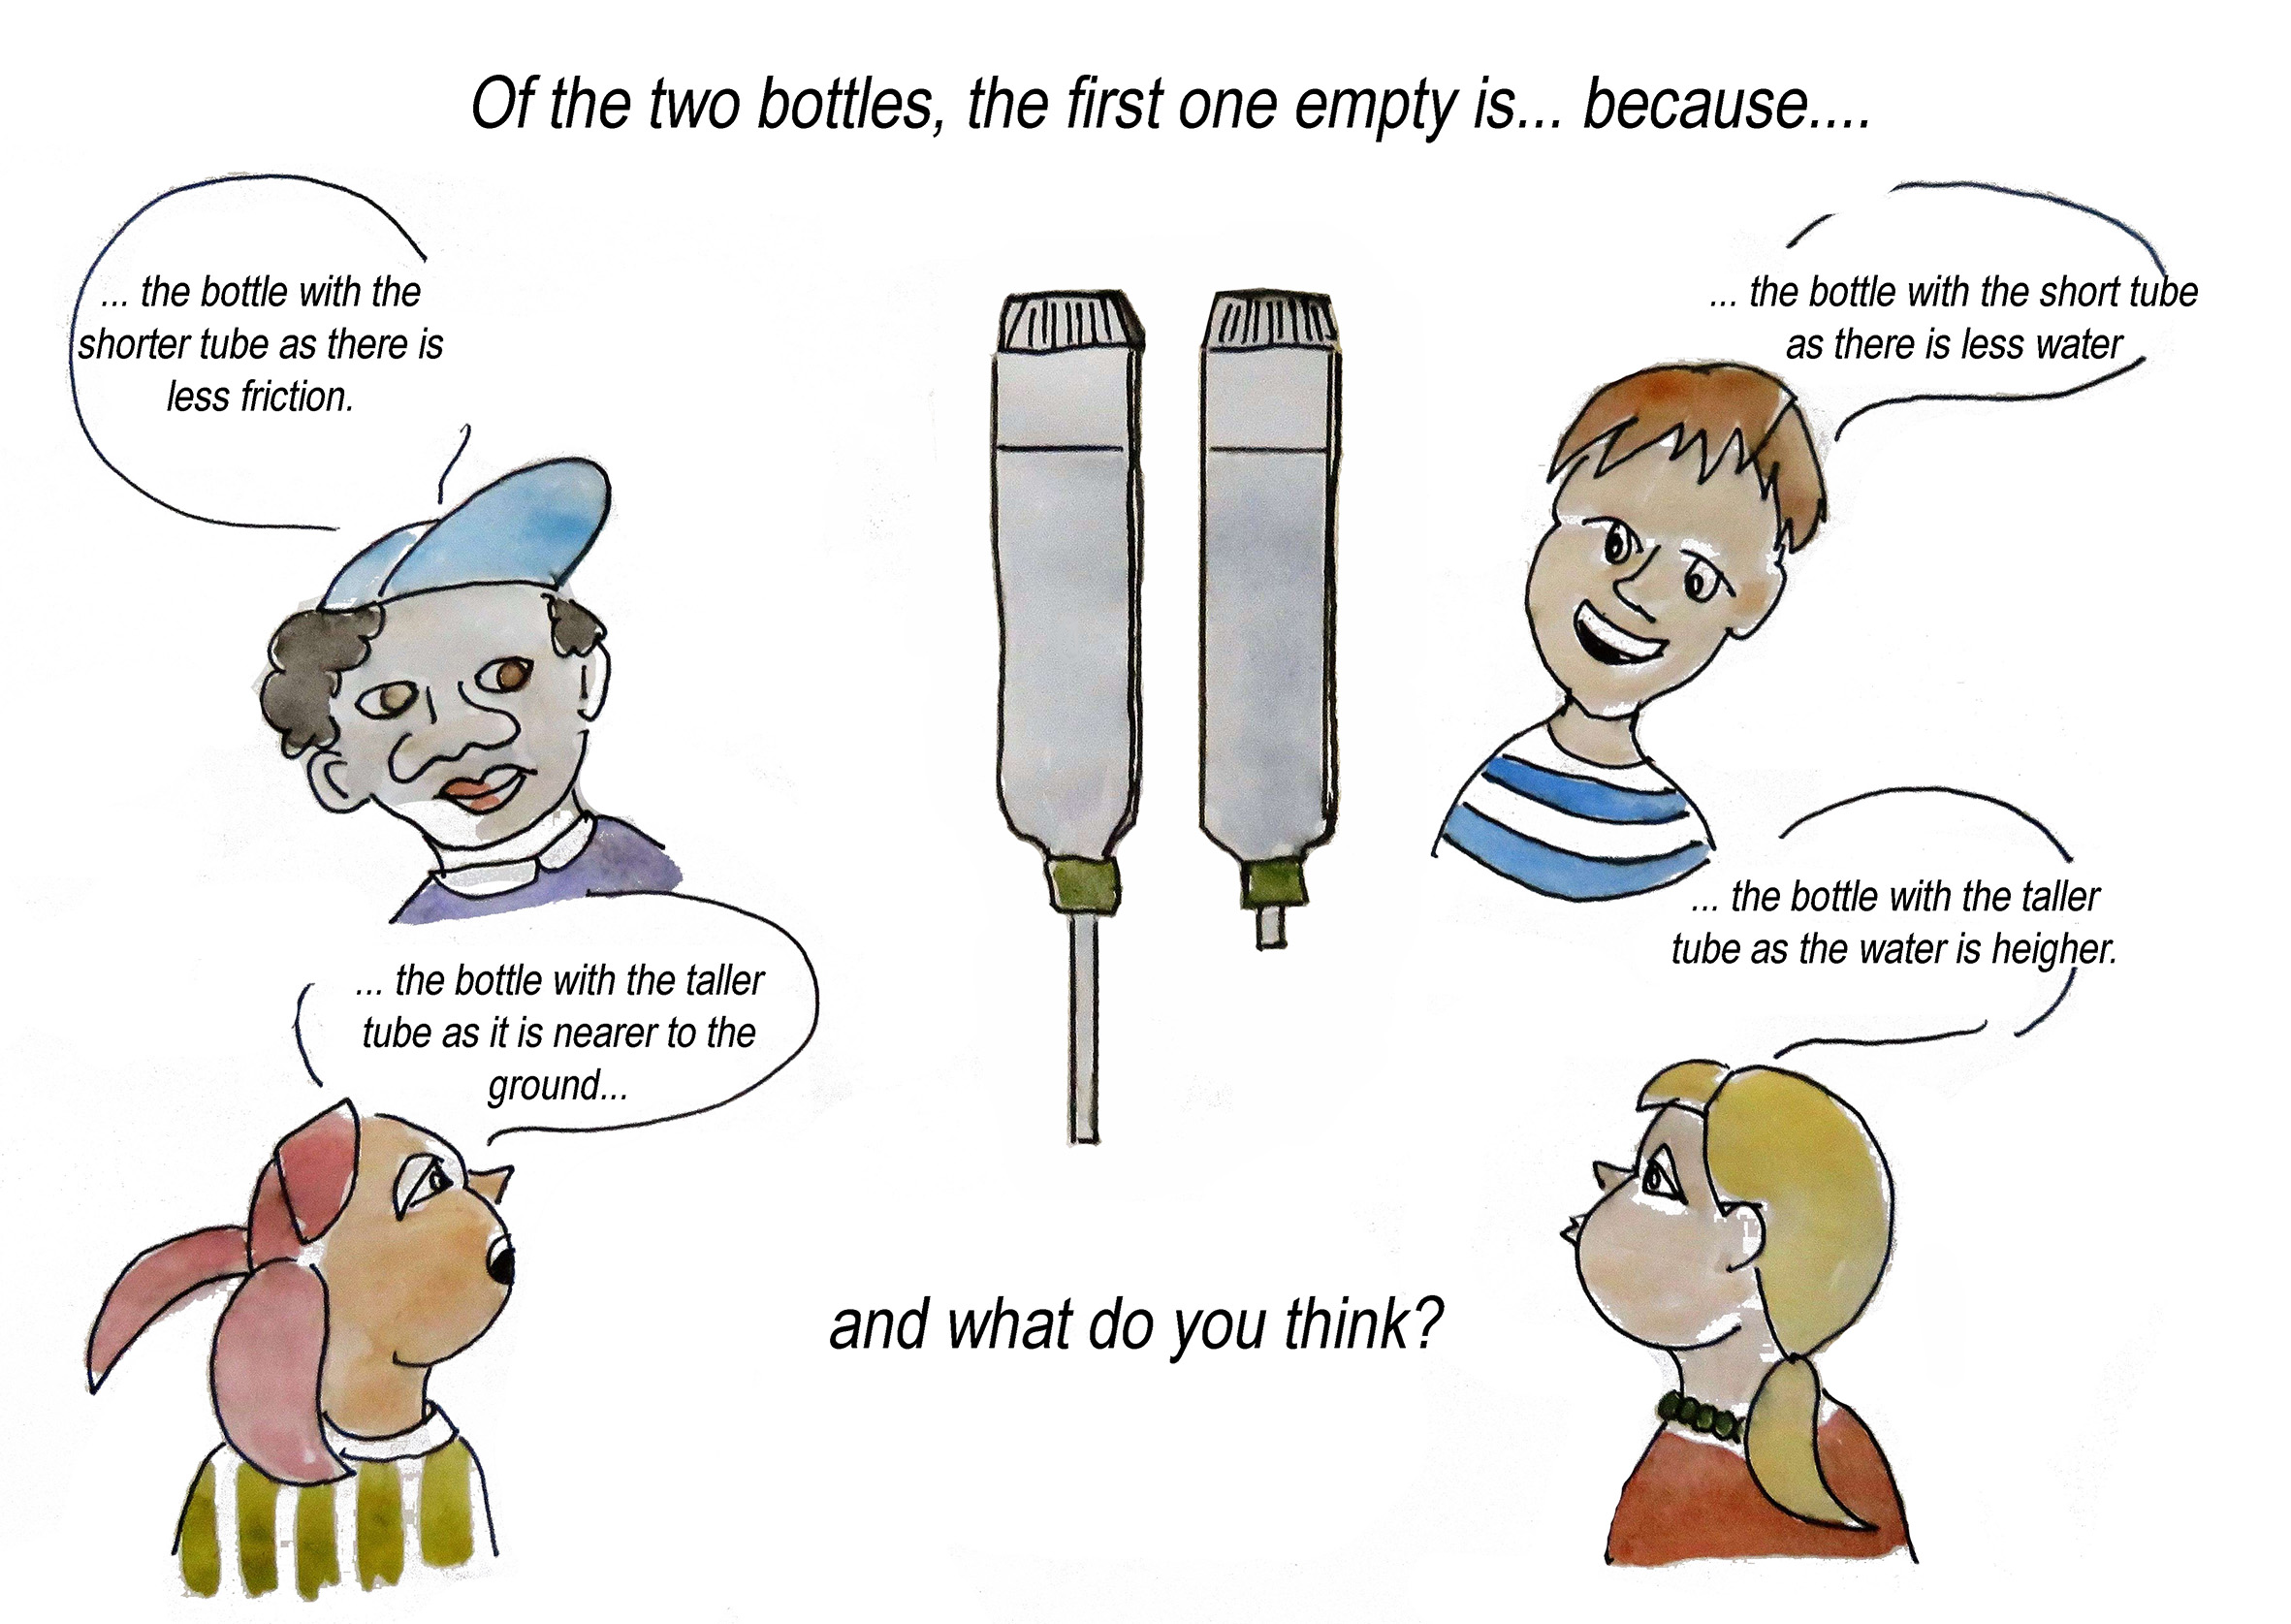 Of the two bottles, the first one empty is... because....
... the bottle with the
shorter tube as there is
less friction.
... the bottle with the short tube
as there is less water
... the bottle with the taller
tube as it is nearer to the
ground...
... the bottle with the taller
tube as the water is heigher.
and what do you think?